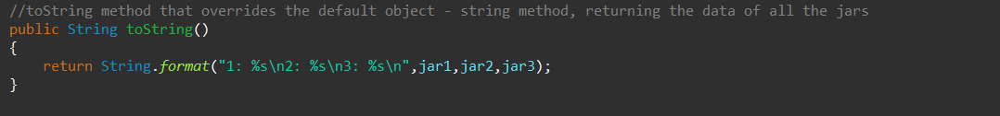 //toString method that overrides the default object - string method, returning the data of all the jars
public String toString()
{
    return String.format("1: %s\n2: %s\n3: %s\n",jar1,jar2,jar3);
}